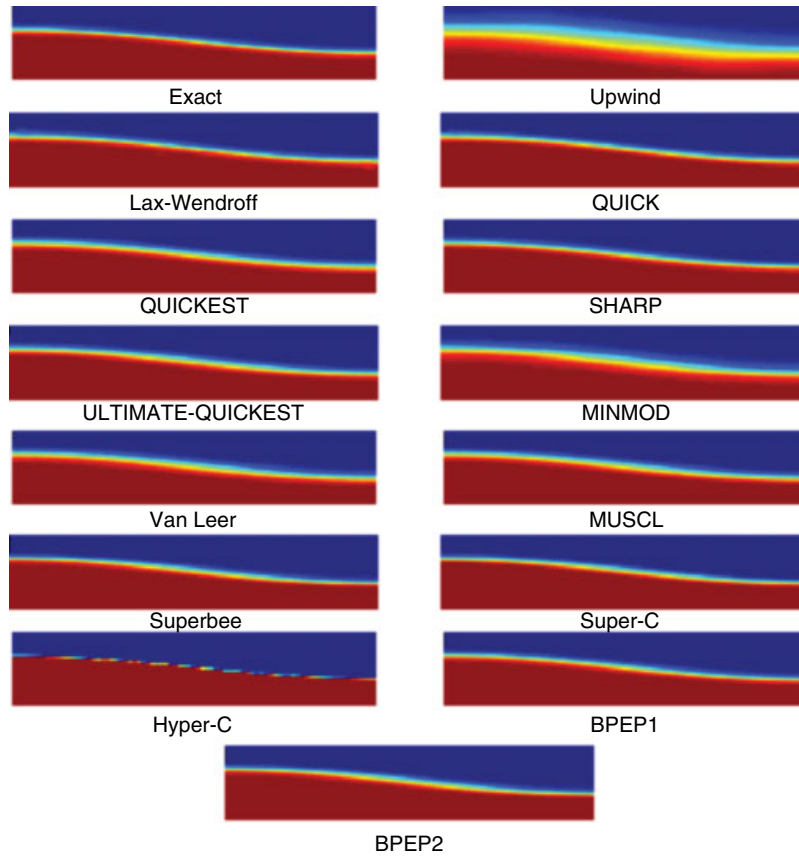 Exact
Upwind
Lax-Wendroff
QUICK
QUICKEST
SHARP
ULTIMATE-QUICKEST
MINMOD
Van Leer
MUSCL
Superbee
Super-C
Hyper-C
BPEP1
BPEP2